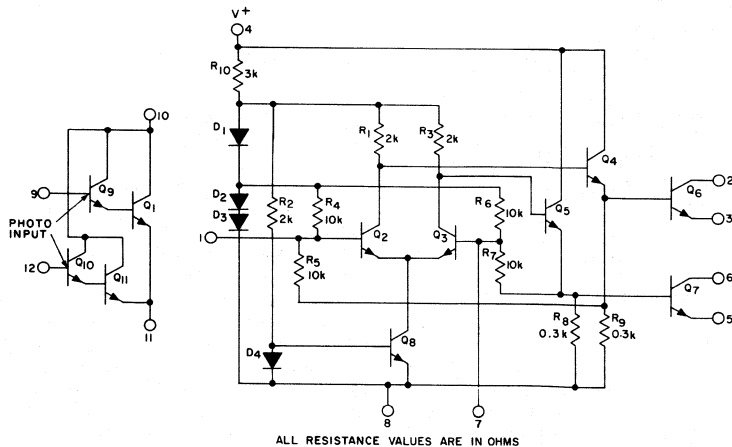 V+
4
R10
3k
10
D1
R1
2k
R3
2k
Q4
2
Q9
9
Q1
D2
D3
R2
2k
R4
10k
R6
10k
Q5
Q6
3
PHOTO
INPUT
1
Q2
Q3
R7
10k
12
Q10
Q11
R5
10k
6
Q7
5
R8
0.3k
R9
0.3k
Q8
D4
11
8
7
ALL RESISTANCE VALUES ARE IN OHMS